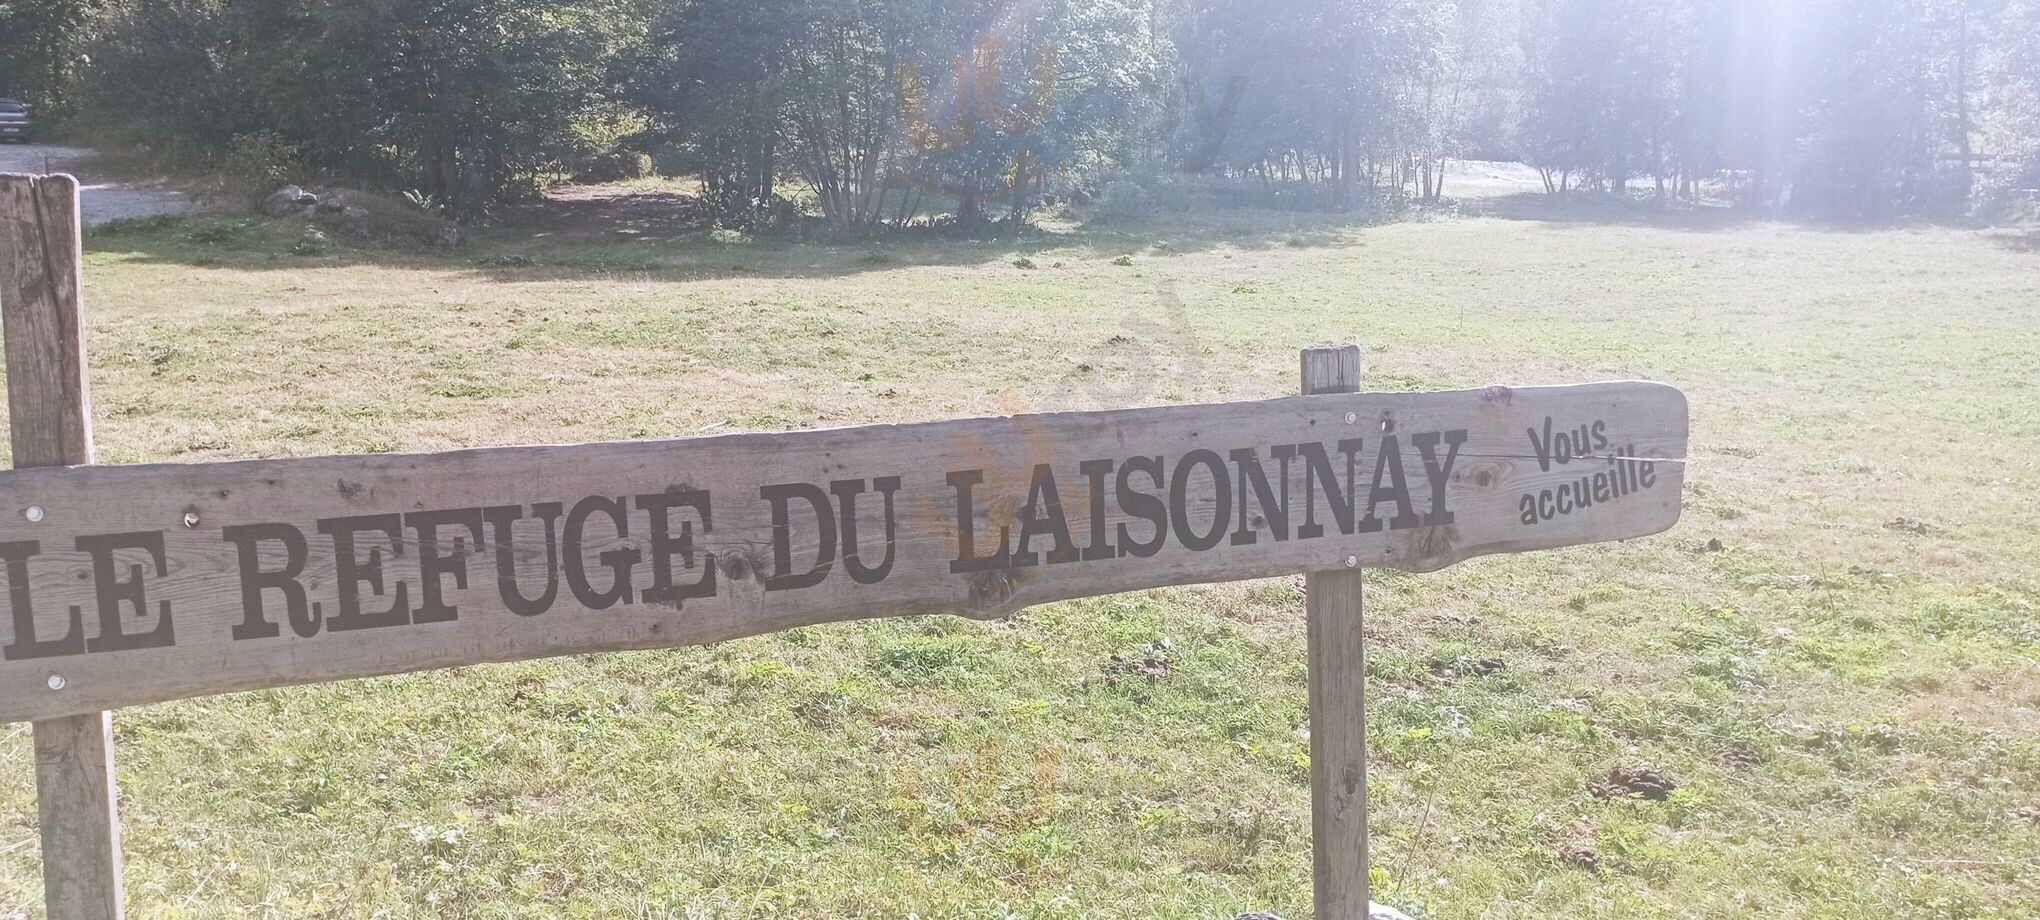 LE REFUGE DU LAISONNAY
Vous
accueille